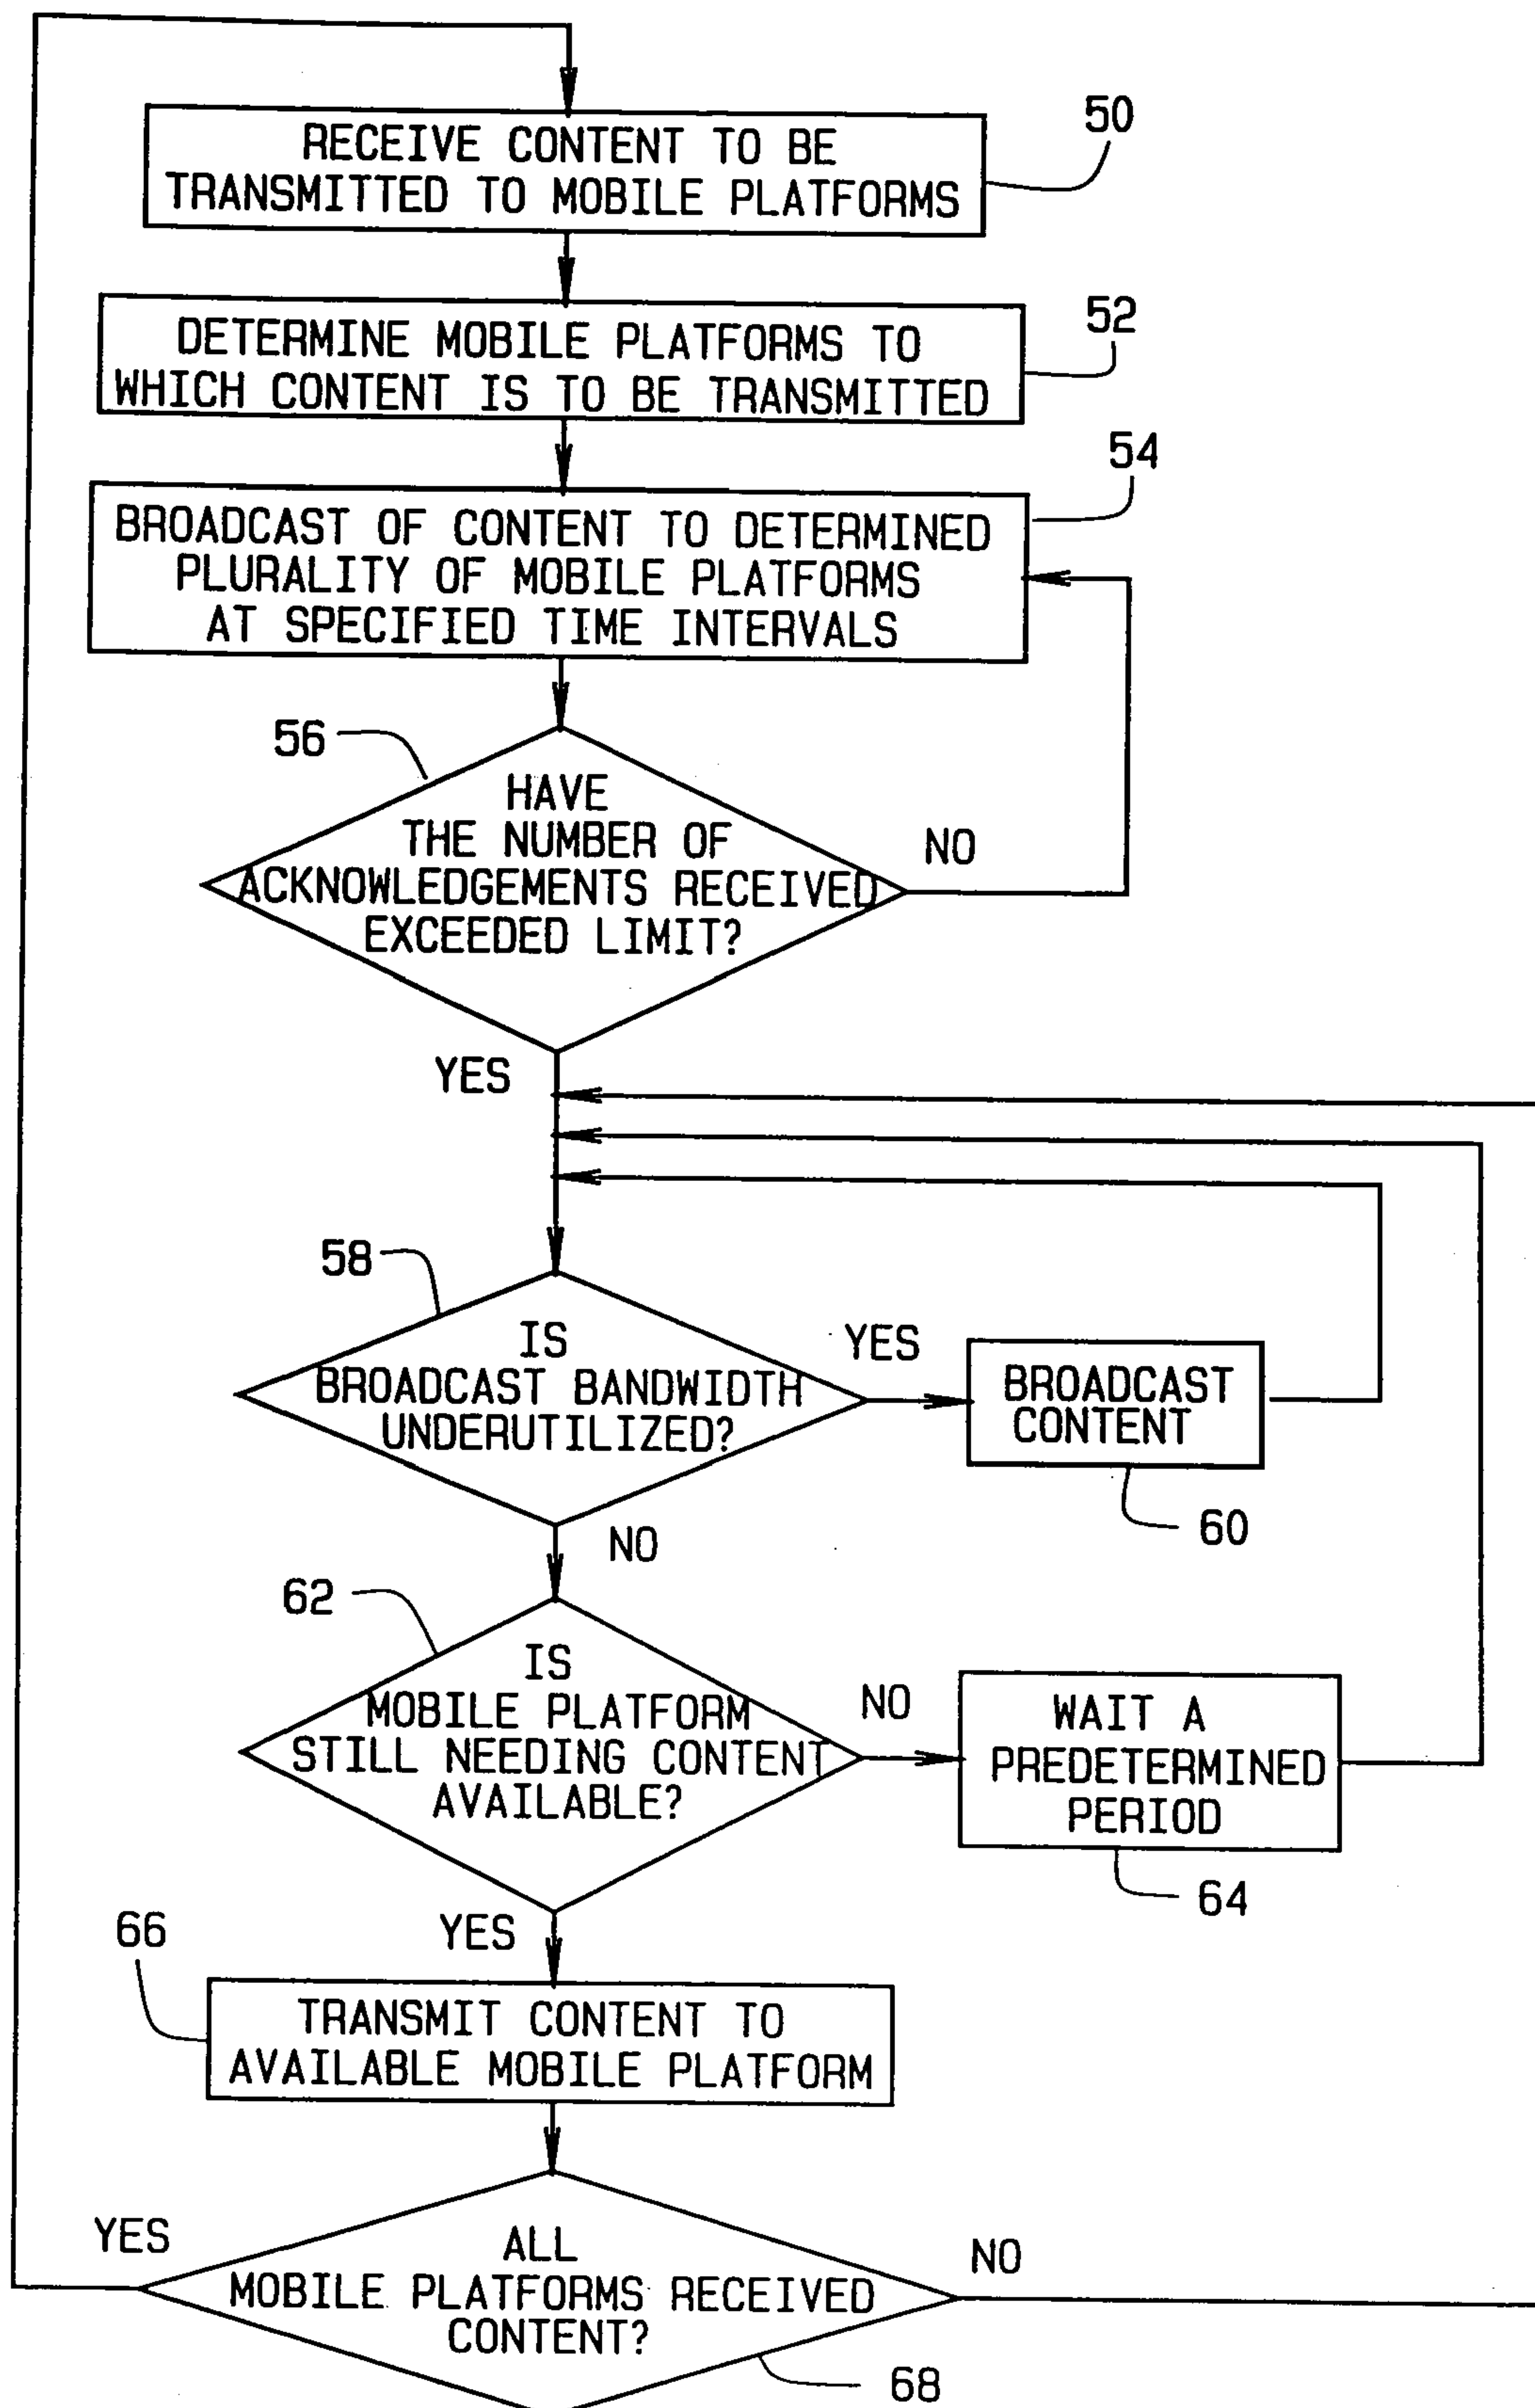 RECEIVE CONTENT TO BE
TRANSMITTED TO MOBILE PLATFORMS
50
DETERMINE MOBILE PLATFORMS TO
WHICH CONTENT IS TO BE TRANSMITTED
52
BROADCAST OF CONTENT TO DETERMINED
PLURALITY OF MOBILE PLATFORMS
AT SPECIFIED TIME INTERVALS
54
56
HAVE
THE NUMBER OF
ACKNOWLEDGEMENTS RECEIVED
EXCEEDED LIMIT?
NO
YES
58
IS
BROADCAST BANDWIDTH
UNDERUTILIZED?
YES
BROADCAST
CONTENT
60
NO
62
IS
MOBILE PLATFORM
STILL NEEDING CONTENT
AVAILABLE?
NO
WAIT A
PREDETERMINED
PERIOD
64
YES
66
TRANSMIT CONTENT TO
AVAILABLE MOBILE PLATFORM
YES
ALL
MOBILE PLATFORMS RECEIVED
CONTENT?
NO
68